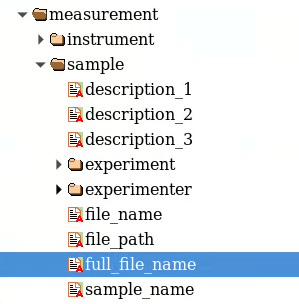 measurement
instrument
sample
description_1
description_2
description_3
experiment
experimenter
file_name
file_path
full_file_name
sample_name